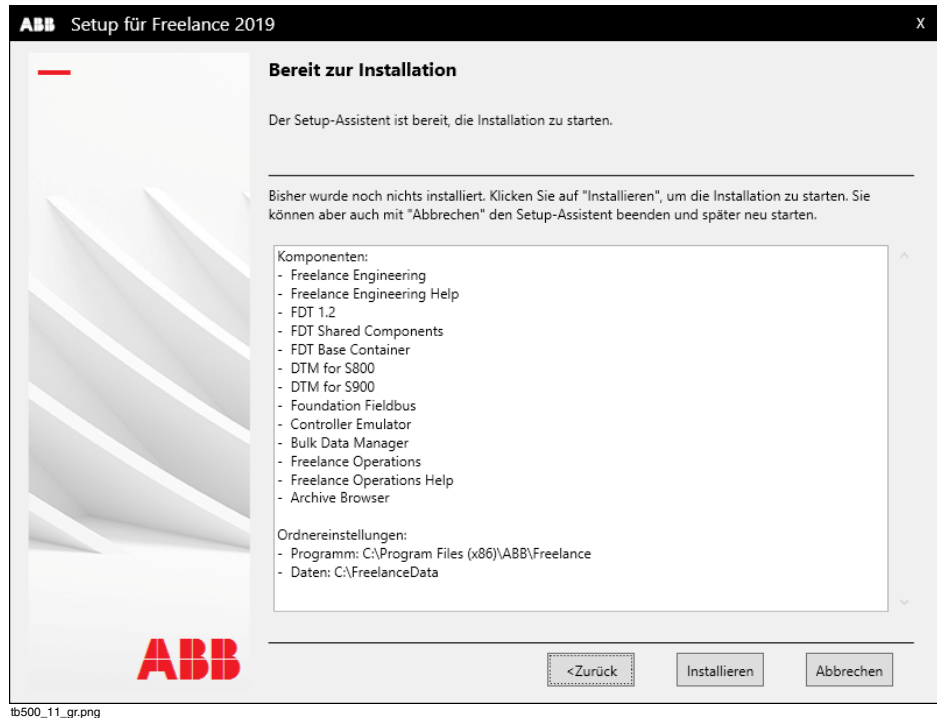 ABB Setup für Freelance 2019 X
Bereit zur Installation
Der Setup-Assistent ist bereit, die Installation zu starten.
Bisher wurde noch nichts installiert. Klicken Sie auf "Installieren", um die Installation zu starten. Sie
können aber auch mit "Abbrechen" den Setup-Assistent beenden und später neu starten.
Komponenten:
- Freelance Engineering
- Freelance Engineering Help
- FDT 1.2
- FDT Shared Components
- FDT Base Container
- DTM for S800
- DTM for S900
- Foundation Fieldbus
- Controller Emulator
- Bulk Data Manager
- Freelance Operations
- Freelance Operations Help
- Archive Browser
Ordnereinstellungen:
- Programm: C:\Program Files (x86)\ABB\Freelance
- Daten: C:\FreelanceData
ABB
<Zurück Installieren Abbrechen
tb500_11_gr.png